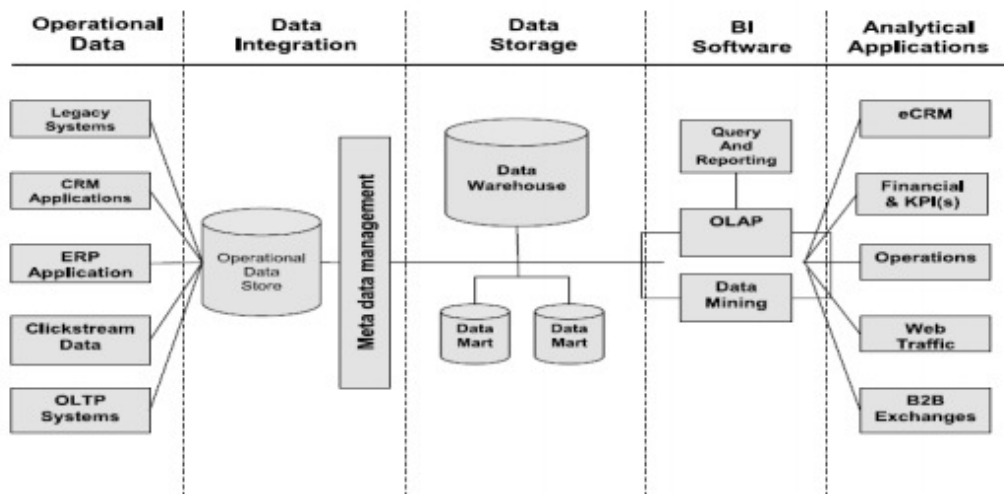 Operational
Data
Data
Integration
Data
Storage
BI
Software
Analytical
Applications
Legacy
Systems
CRM
Applications
ERP
Application
Clickstream
Data
OLTP
Systems
Operational
Data
Store
Meta data management
Data
Warehouse
Data
Mart
Data
Mart
Query
And
Reporting
OLAP
Data
Mining
eCRM
Financial
& KPI(s)
Operations
Web
Traffic
B2B
Exchanges